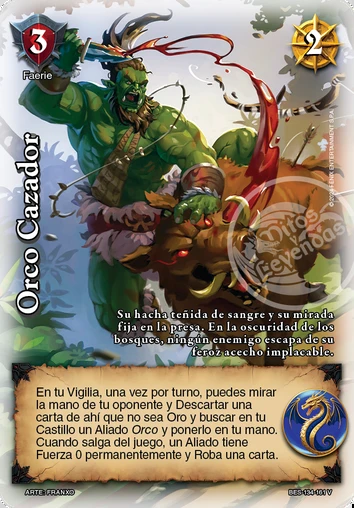 3
2
Faerie
Orco Cazador
Mitos
y
Leyendas
Su hacha teñida de sangre y su mirada
fija en la presa. En la oscuridad de los
bosques, ningún enemigo escapa de su
feroz acecho implacable.
En tu Vigilia, una vez por turno, puedes mirar
la mano de tu oponente y Descartar una
carta de ahí que no sea Oro y buscar en tu
Castillo un Aliado Orco y ponerlo en tu mano.
Cuando salga del juego, un Aliado tiene
Fuerza 0 permanentemente y Roba una carta.
ARTE: FRANXO
BES-134-161 V